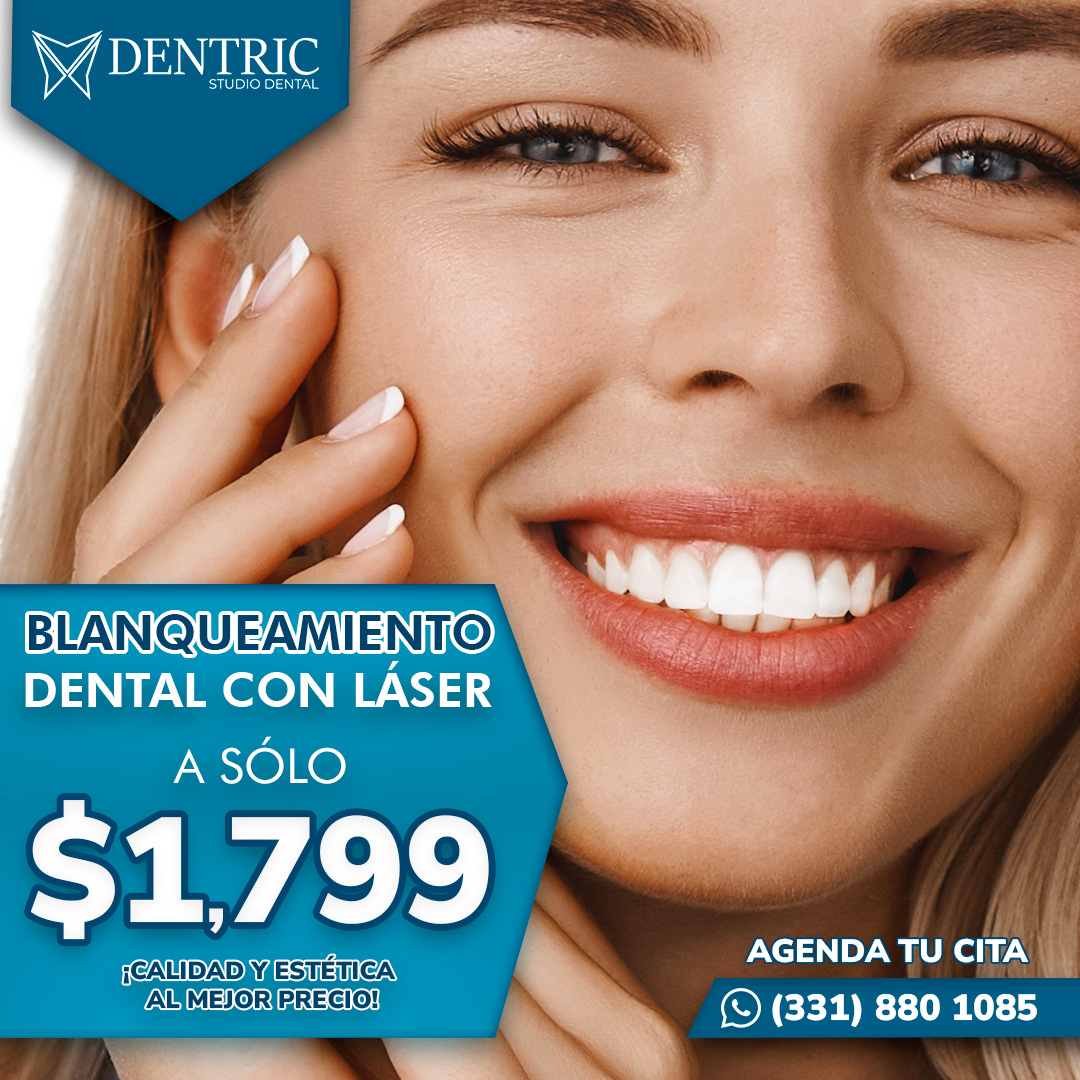 DENTRIC
STUDIO DENTAL
BLANQUEAMIENTO
DENTAL CON LÁSER
A SÓLO
$1,799
¡CALIDAD Y ESTÉTICA
AL MEJOR PRECIO!
AGENDA TU CITA
(331) 880 1085